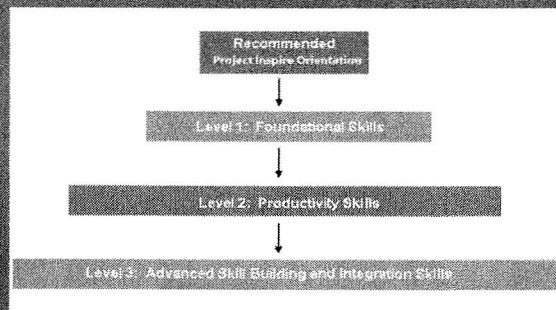 Recommended
Project Inspire Orientation
Level 1: Foundational Skills
Level 2: Productivity Skills
Level 3: Advanced Skill Building and Integration Skills